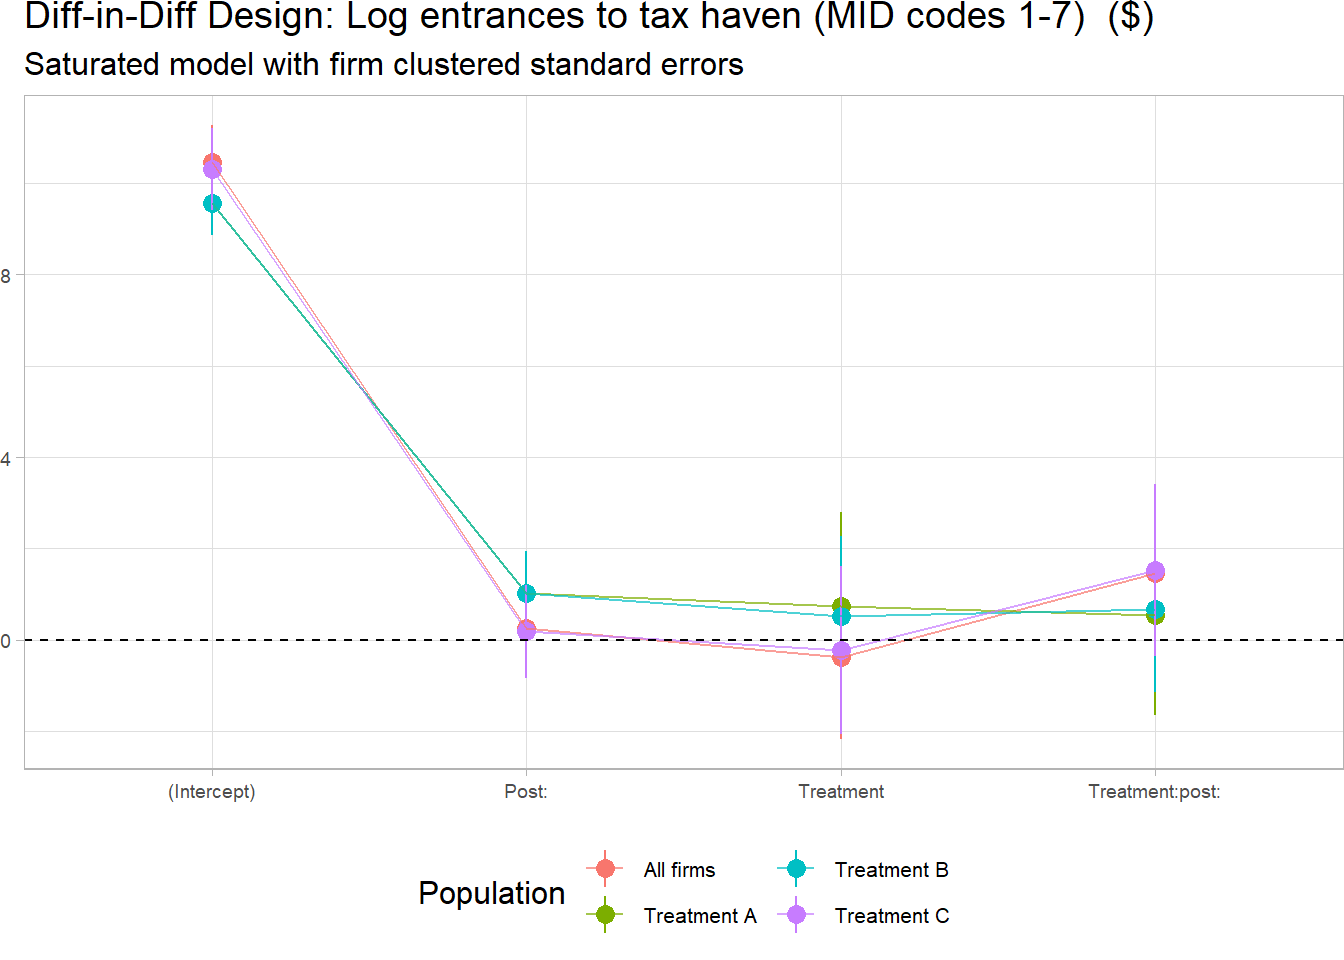 Diff-in-Diff Design: Log entrances to tax haven (MID codes 1-7)  ($)
Saturated model with firm clustered standard errors
8
4
0
(Intercept) Post: Treatment Treatment:post:
Population
All firms Treatment B
Treatment A Treatment C